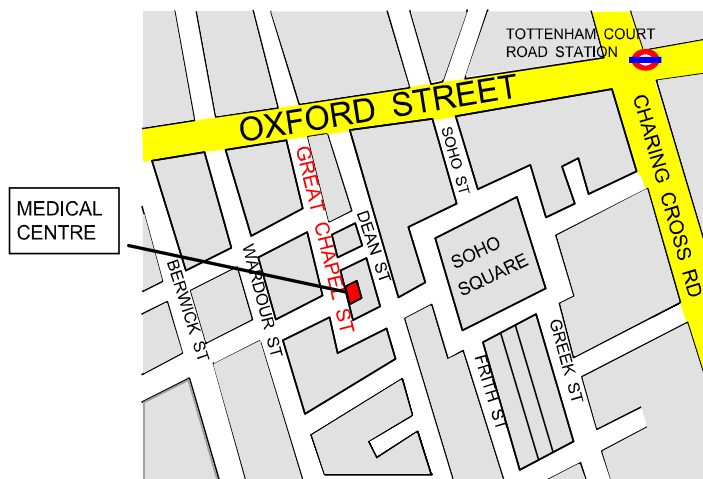 TOTTENHAM COURT
ROAD STATION
OXFORD STREET
CHARING CROSS RD
SOHO ST
GREAT CHAPEL ST
MEDICAL
CENTRE
DEAN ST
SOHO
SQUARE
WARDOUR ST
BERWICK ST
GREEK ST
FRITH ST